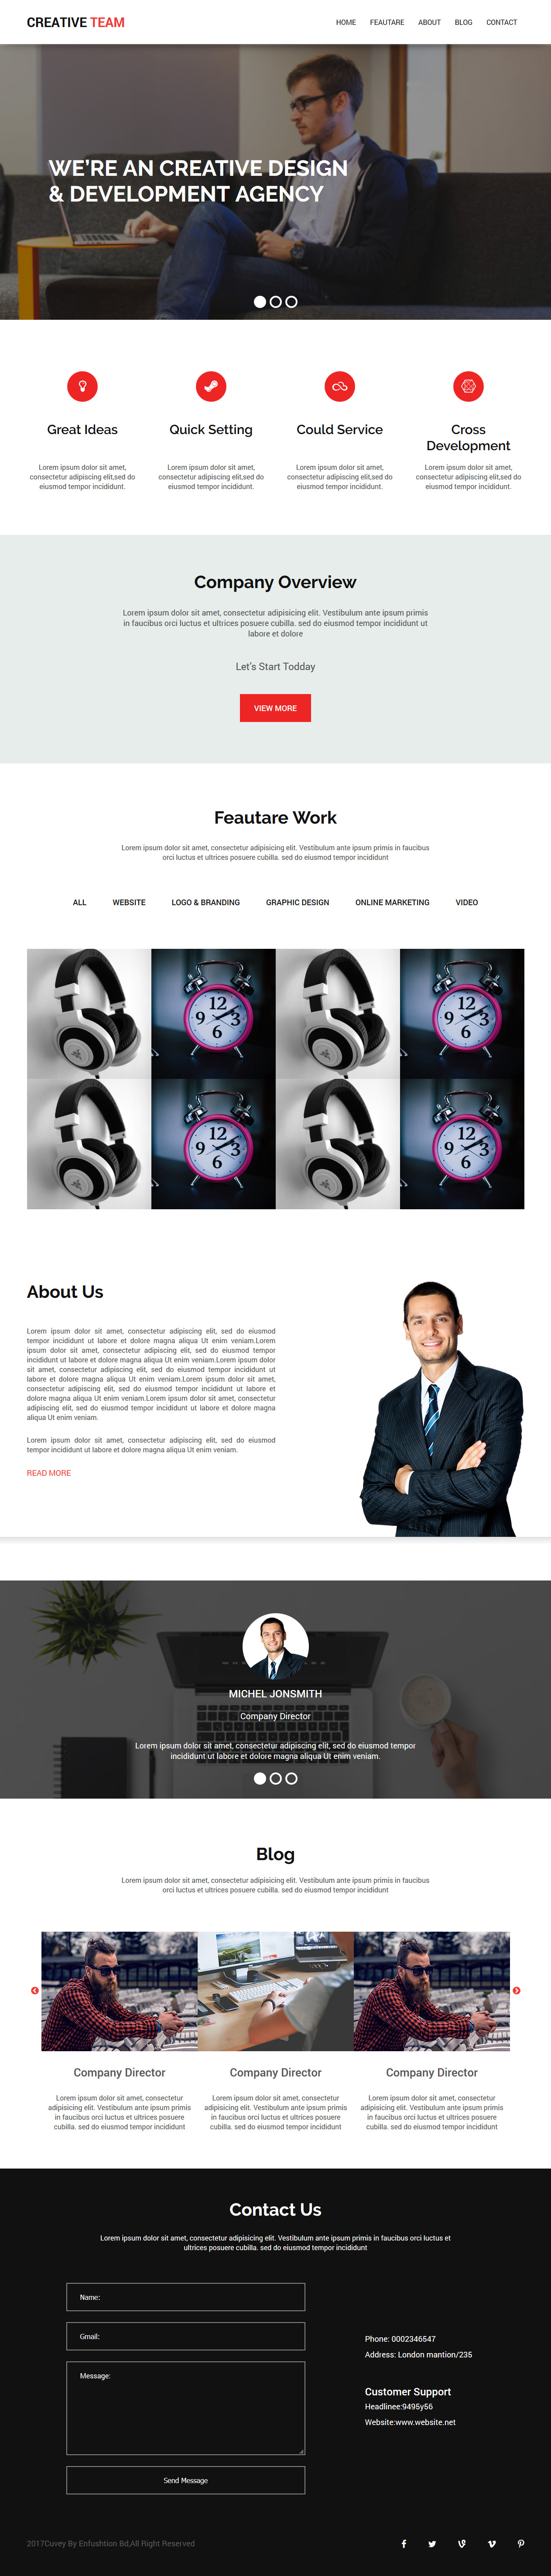 CREATIVE TEAM
HOME FEAUTARE ABOUT BLOG CONTACT
WE'RE AN CREATIVE DESIGN
& DEVELOPMENT AGENCY
Great Ideas
Lorem ipsum dolor sit amet,
consectetur adipiscing elit,sed do
eiusmod tempor incididunt.
Quick Setting
Lorem ipsum dolor sit amet,
consectetur adipiscing elit,sed do
eiusmod tempor incididunt.
Could Service
Lorem ipsum dolor sit amet,
consectetur adipiscing elit,sed do
eiusmod tempor incididunt.
Cross
Development
Lorem ipsum dolor sit amet,
consectetur adipiscing elit,sed do
eiusmod tempor incididunt.
Company Overview
Lorem ipsum dolor sit amet, consectetur adipisicing elit. Vestibulum ante ipsum primis
in faucibus orci luctus et ultrices posuere cubilla. sed do eiusmod tempor incididunt ut
labore et dolore
Let's Start Todday
VIEW MORE
Feautare Work
Lorem ipsum dolor sit amet, consectetur adipisicing elit. Vestibulum ante ipsum primis in faucibus
orci luctus et ultrices posuere cubilla. sed do eiusmod tempor incididunt
ALL WEBSITE LOGO & BRANDING GRAPHIC DESIGN ONLINE MARKETING VIDEO
12
9 3
6
12
9 3
6
12
9 3
6
12
9 3
6
About Us
Lorem ipsum dolor sit amet, consectetur adipiscing elit, sed do eiusmod
tempor incididunt ut labore et dolore magna aliqua Ut enim veniam.Lorem
ipsum dolor sit amet, consectetur adipiscing elit, sed do eiusmod tempor
incididunt ut labore et dolore magna aliqua Ut enim veniam.Lorem ipsum dolor
sit amet, consectetur adipiscing elit, sed do eiusmod tempor incididunt ut
labore et dolore magna aliqua Ut enim veniam.Lorem ipsum dolor sit amet,
consectetur adipiscing elit, sed do eiusmod tempor incididunt ut labore et
dolore magna aliqua Ut enim veniam.Lorem ipsum dolor sit amet, consectetur
adipiscing elit, sed do eiusmod tempor incididunt ut labore et dolore magna
aliqua Ut enim veniam.
Lorem ipsum dolor sit amet, consectetur adipiscing elit, sed do eiusmod
tempor incididunt ut labore et dolore magna aliqua Ut enim veniam.
READ MORE
MICHEL JONSMITH
Company Director
Lorem ipsum dolor sit amet, consectetur adipiscing elit, sed do eiusmod tempor
incididunt ut labore et dolore magna aliqua Ut enim veniam.
Blog
Lorem ipsum dolor sit amet, consectetur adipisicing elit. Vestibulum ante ipsum primis in faucibus
orci luctus et ultrices posuere cubilla. sed do eiusmod tempor incididunt
Company Director
Lorem ipsum dolor sit amet, consectetur
adipisicing elit. Vestibulum ante ipsum primis
in faucibus orci luctus et ultrices posuere
cubilla. sed do eiusmod tempor incididunt
Company Director
Lorem ipsum dolor sit amet, consectetur
adipisicing elit. Vestibulum ante ipsum primis
in faucibus orci luctus et ultrices posuere
cubilla. sed do eiusmod tempor incididunt
Company Director
Lorem ipsum dolor sit amet, consectetur
adipisicing elit. Vestibulum ante ipsum primis
in faucibus orci luctus et ultrices posuere
cubilla. sed do eiusmod tempor incididunt
Contact Us
Lorem ipsum dolor sit amet, consectetur adipisicing elit. Vestibulum ante ipsum primis in faucibus orci luctus et
ultrices posuere cubilla. sed do eiusmod tempor incididunt
Name:
Gmail:
Message:
Send Message
Phone: 0002346547
Address: London mantion/235
Customer Support
Headlinee:9495y56
Website:www.website.net
2017Cuvey By Enfushtion Bd,All Right Reserved